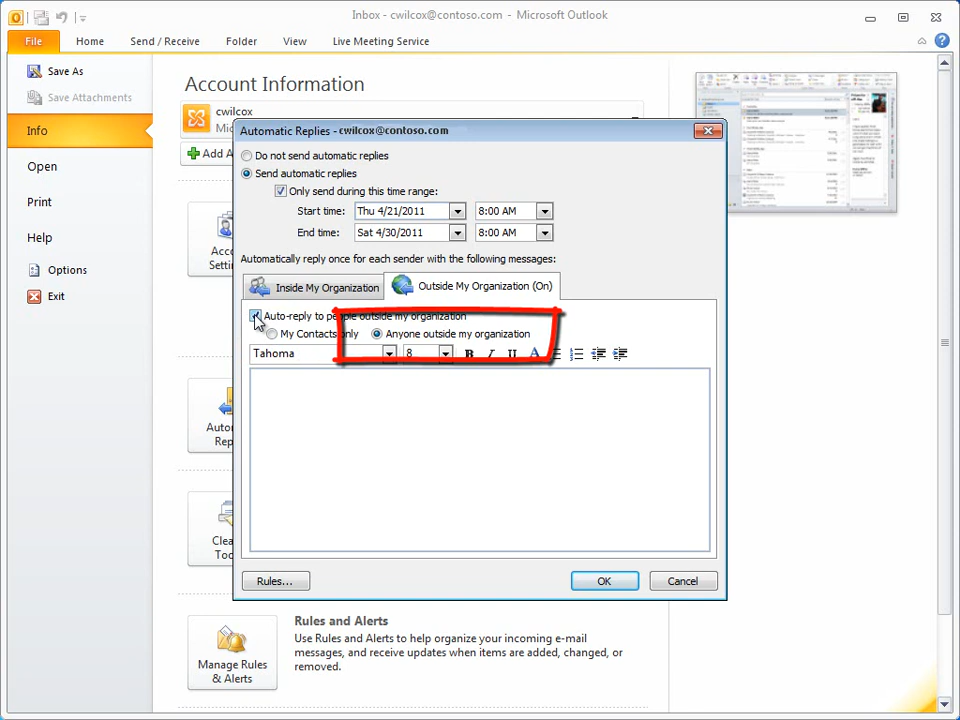 Inbox - cwilcox@contoso.com - Microsoft Outlook
File Home Send / Receive Folder View Live Meeting Service
Save As
Save Attachments
Info
Open
Print
Help
Options
Exit
Account Information
cwilcox
Add A
Automatic Replies - cwilcox@contoso.com
Do not send automatic replies
Send automatic replies
Only send during this time range:
Start time: Thu 4/21/2011 8:00 AM
End time: Sat 4/30/2011 8:00 AM
Automatically reply once for each sender with the following messages:
Inside My Organization Outside My Organization (On)
Auto-reply to people outside my organization
My Contacts only Anyone outside my organization
Tahoma 8 B I U A
Rules... OK Cancel
Rules and Alerts
Use Rules and Alerts to help organize your incoming e-mail
messages, and receive updates when items are added, changed, or
removed.
Manage Rules
& Alerts